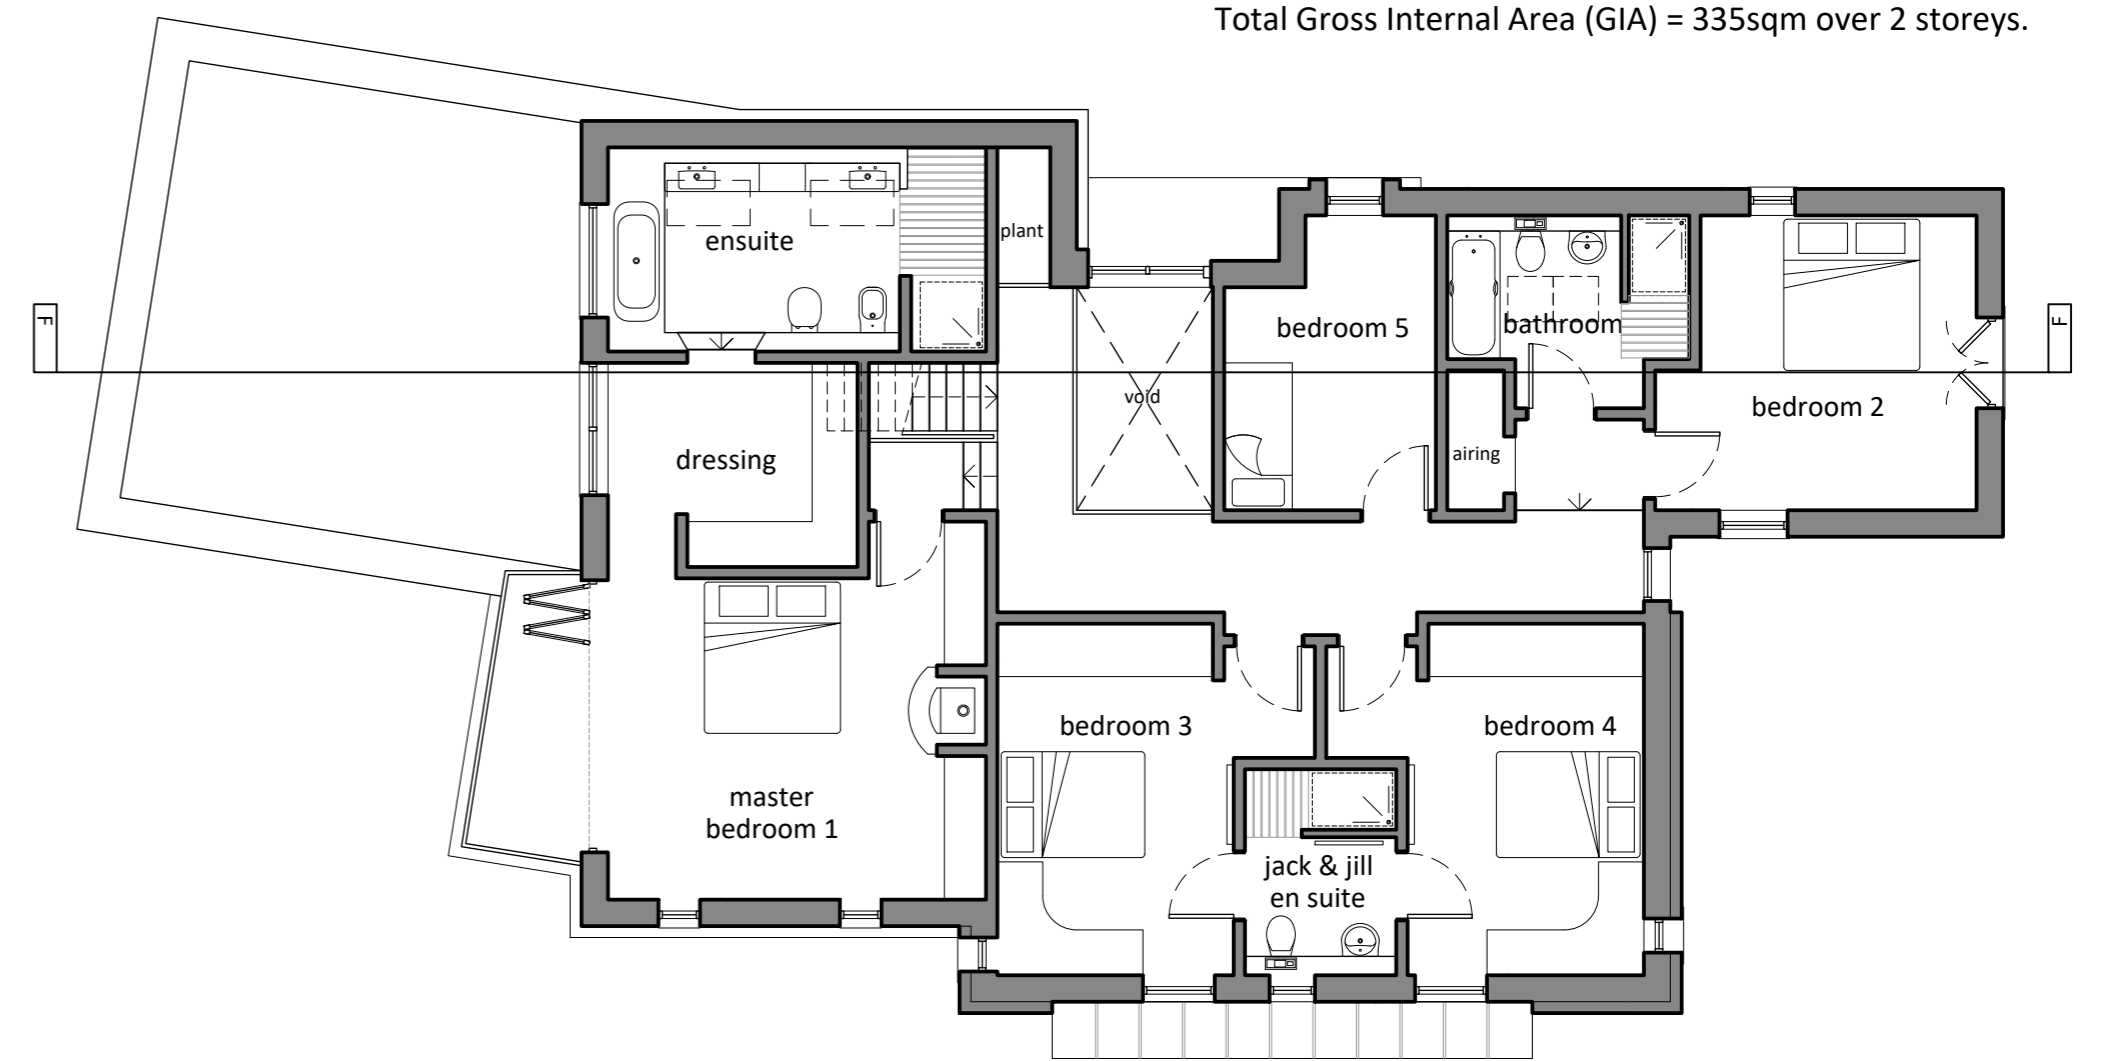 Total Gross Internal Area (GIA) = 335sqm over 2 storeys.
ensuite
plant
bedroom 5
bathroom
F
F
void
bedroom 2
dressing
airing
bedroom 3
bedroom 4
master
bedroom 1
jack & jill
en suite